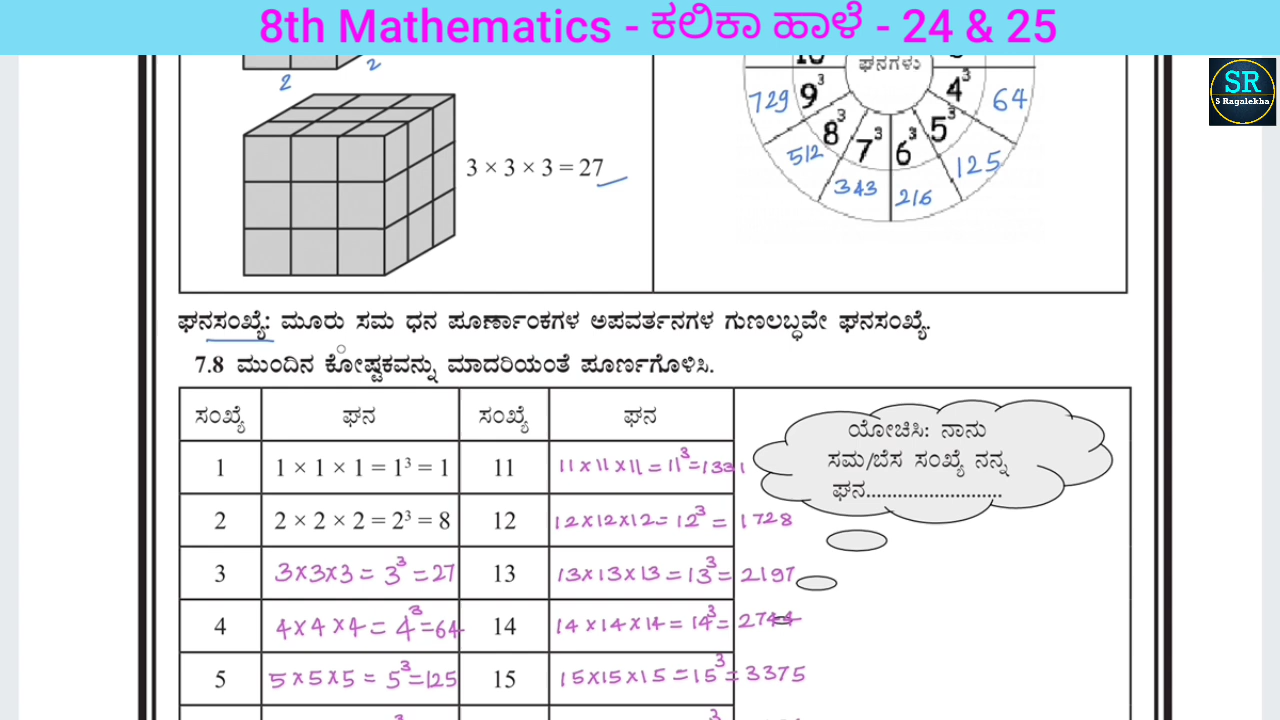 8th Mathematics - ಕಲಿಕಾ ಹಾಳೆ - 24 & 25
SR
S Ragalekha
2
2
3 × 3 × 3 = 27
ಘನಗಳು
9³
729
8³
512
7³
343
6³
216
5³
125
4³
64
ಘನಸಂಖ್ಯೆ: ಮೂರು ಸಮ ಧನ ಪೂರ್ಣಾಂಕಗಳ ಅಪವರ್ತನಗಳ ಗುಣಲಬ್ಧವೇ ಘನಸಂಖ್ಯೆ.
7.8 ಮುಂದಿನ ಕೋಷ್ಟಕವನ್ನು ಮಾದರಿಯಂತೆ ಪೂರ್ಣಗೊಳಿಸಿ.
ಸಂಖ್ಯೆ ಘನ ಸಂಖ್ಯೆ ಘನ
1 1 × 1 × 1 = 1³ = 1 11 11×11×11=11³=1331
2 2 × 2 × 2 = 2³ = 8 12 12×12×12=12³= 1728
3 3×3×3 = 3³ =27 13 13×13×13 =13³= 2197
4 4×4×4= 4³=64 14 14×14×14= 14³= 2744
5 5×5×5= 5³=125 15 15×15×15=15³= 3375
ಯೋಚಿಸಿ: ನಾನು
ಸಮ/ಬೆಸ ಸಂಖ್ಯೆ ನನ್ನ
ಘನ..........................